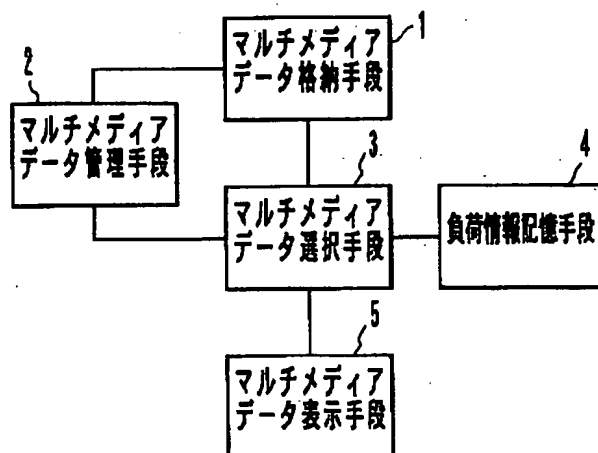 1
マルチメディア
データ格納手段
2
マルチメディア
データ管理手段
3
マルチメディア
データ選択手段
4
負荷情報記憶手段
5
マルチメディア
データ表示手段